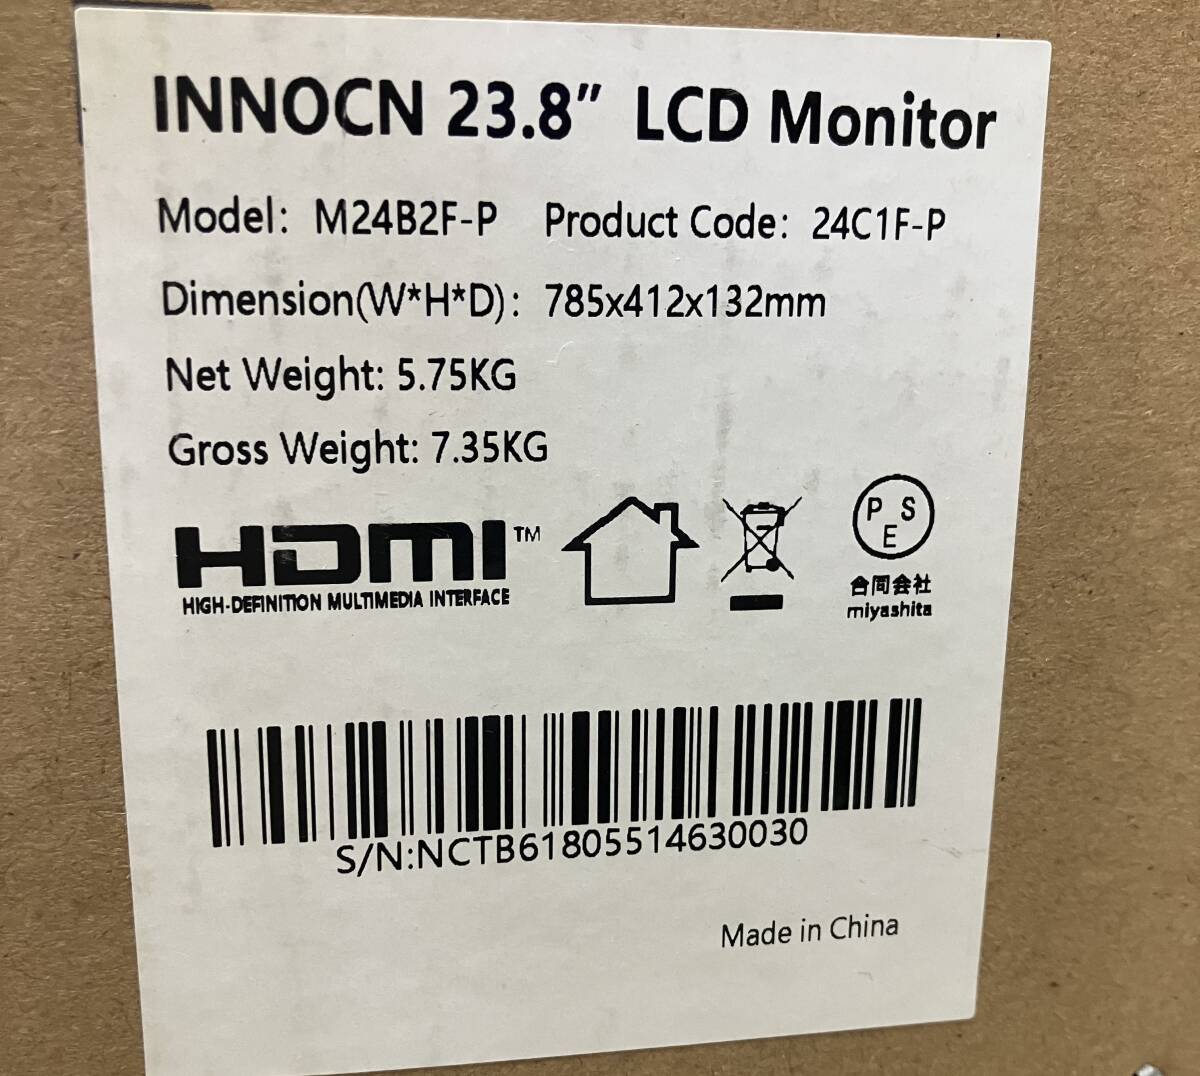 INNOCN 23.8" LCD Monitor
Model: M24B2F-P Product Code: 24C1F-P
Dimension(W*H*D): 785x412x132mm
Net Weight: 5.75KG
Gross Weight: 7.35KG
HDMI™
HIGH-DEFINITION MULTIMEDIA INTERFACE
P S
E
合同会社
miyashita
S/N:NCTB61805514630030
Made in China